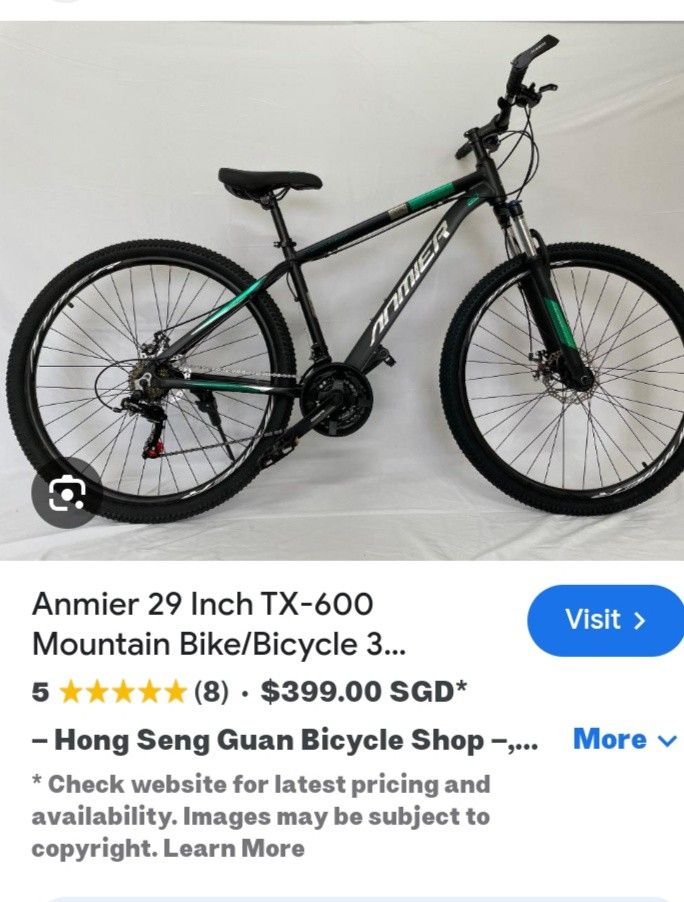 ANMIER
Anmier 29 Inch TX-600
Mountain Bike/Bicycle 3...
Visit >
5 ★★★★★ (8) · $399.00 SGD*
– Hong Seng Guan Bicycle Shop –,...
More
* Check website for latest pricing and
availability. Images may be subject to
copyright. Learn More